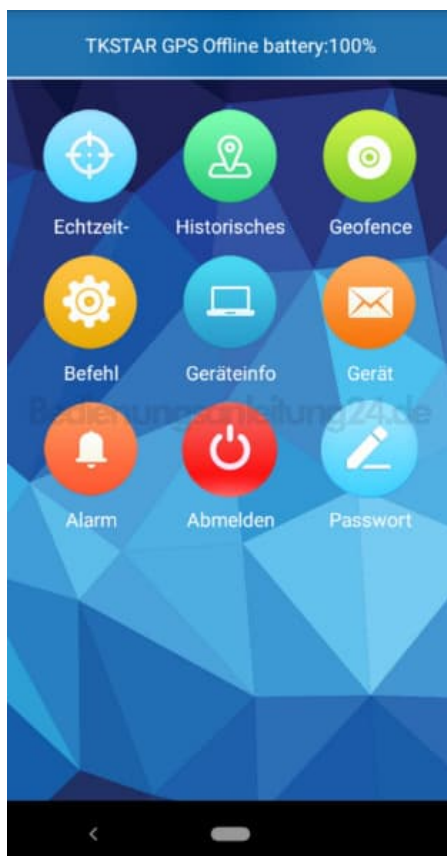 TKSTAR GPS Offline battery:100%
Echtzeit- Historisches Geofence
Befehl Geräteinfo Gerät
Bedienungsanleitung24.de
Alarm Abmelden Passwort